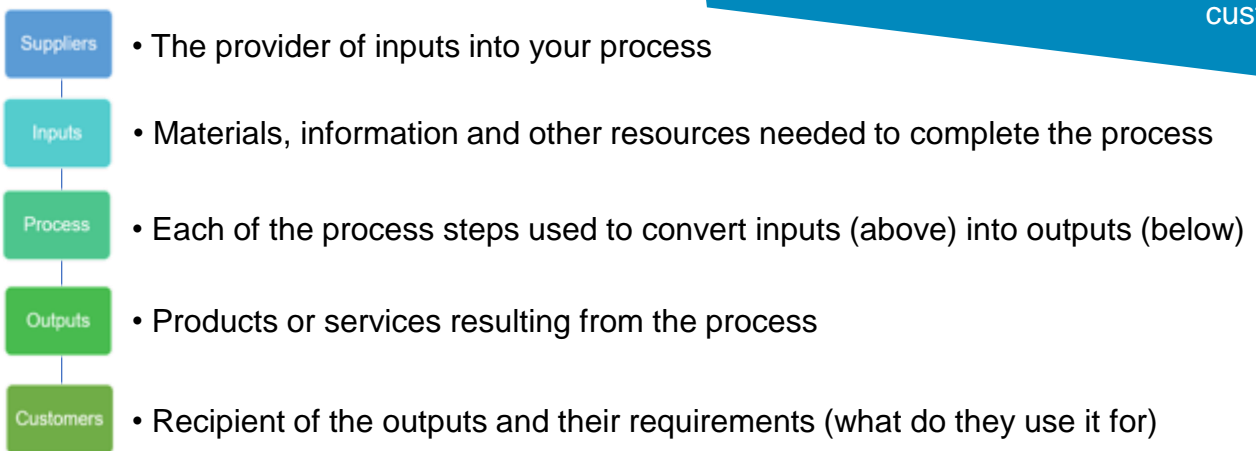 cust
Suppliers
• The provider of inputs into your process
Inputs
• Materials, information and other resources needed to complete the process
Process
• Each of the process steps used to convert inputs (above) into outputs (below)
Outputs
• Products or services resulting from the process
Customers
• Recipient of the outputs and their requirements (what do they use it for)